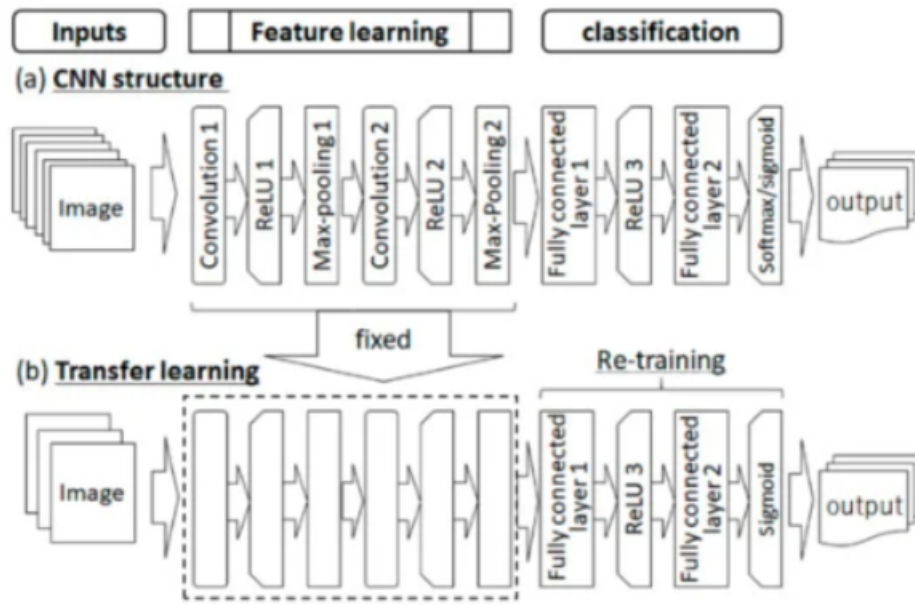 Inputs
Feature learning
classification
(a) CNN structure
Image
Convolution 1
ReLU 1
Max-pooling 1
Convolution 2
ReLU 2
Max-Pooling 2
Fully connected
layer 1
ReLU 3
Fully connected
layer 2
Softmax/sigmoid
output
fixed
(b) Transfer learning
Re-training
Image
Fully connected
layer 1
ReLU 3
Fully connected
layer 2
Sigmoid
output